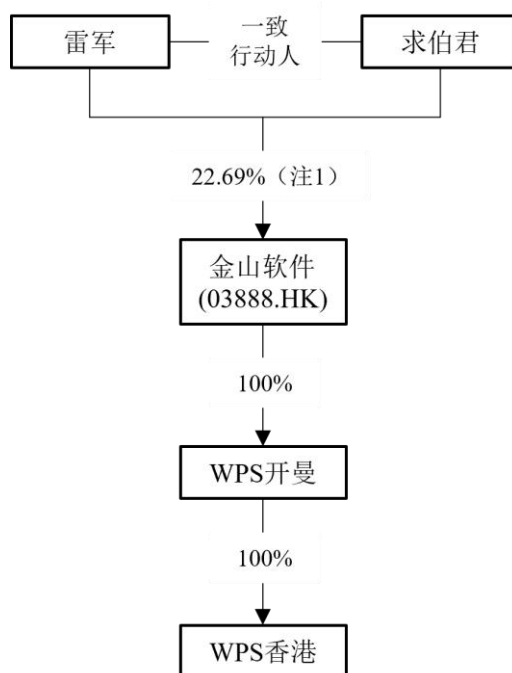 雷军
一致
行动人
求伯君
22.69%（注1）
金山软件
(03888.HK)
100%
WPS开曼
100%
WPS香港